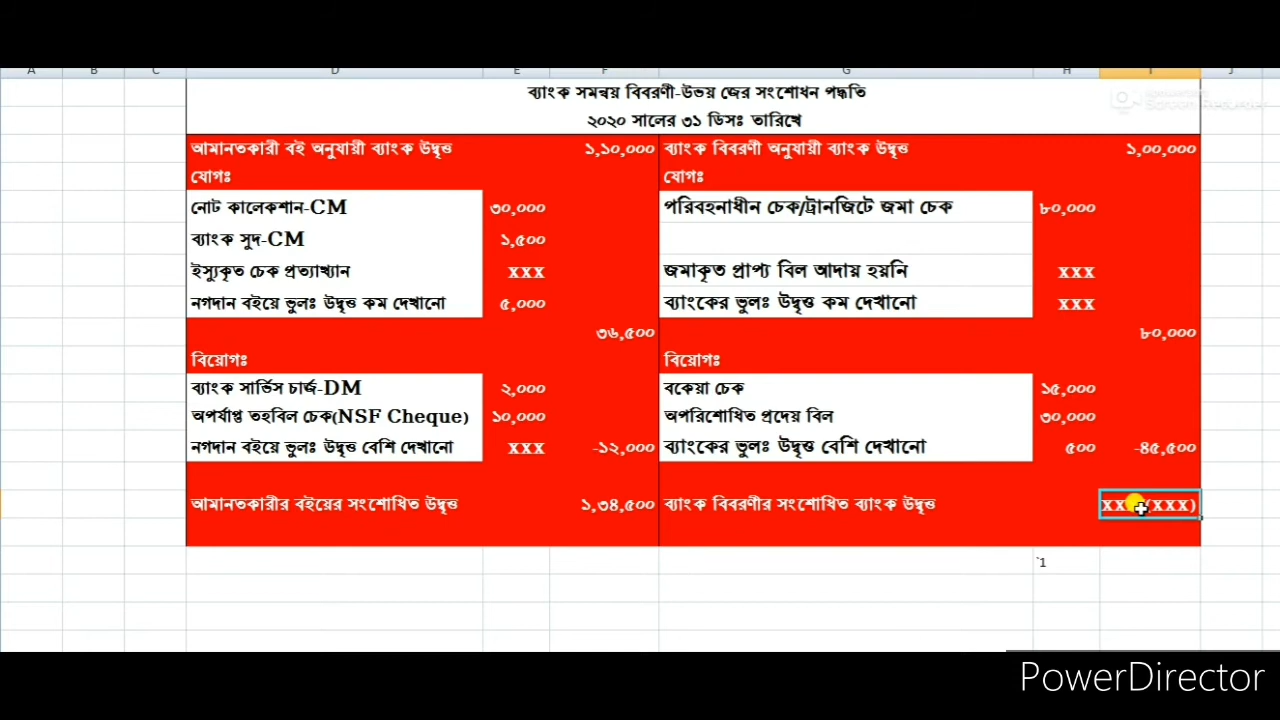 A B C D E F G H I J
ব্যাংক সমন্বয় বিবরণী-উভয় জের সংশোধন পদ্ধতি
২০২০ সালের ৩১ ডিসঃ তারিখে
আমানতকারী বই অনুযায়ী ব্যাংক উদ্বৃত্ত ১,১০,০০০ ব্যাংক বিবরণী অনুযায়ী ব্যাংক উদ্বৃত্ত ১,০০,০০০
যোগঃ যোগঃ
নোট কালেকশান-CM ৩০,০০০ পরিবহনাধীন চেক/ট্রানজিটে জমা চেক ৮০,০০০
ব্যাংক সুদ-CM ১,৫০০
ইস্যুকৃত চেক প্রত্যাখ্যান XXX জমাকৃত প্রাপ্য বিল আদায় হয়নি XXX
নগদান বইয়ে ভুলঃ উদ্বৃত্ত কম দেখানো ৫,০০০ ব্যাংকের ভুলঃ উদ্বৃত্ত কম দেখানো XXX
৩৬,৫০০ ৮০,০০০
বিয়োগঃ বিয়োগঃ
ব্যাংক সার্ভিস চার্জ-DM ২,০০০ বকেয়া চেক ১৫,০০০
অপর্যাপ্ত তহবিল চেক(NSF Cheque) ১০,০০০ অপরিশোধিত প্রদেয় বিল ৩০,০০০
নগদান বইয়ে ভুলঃ উদ্বৃত্ত বেশি দেখানো XXX -১২,০০০ ব্যাংকের ভুলঃ উদ্বৃত্ত বেশি দেখানো ৫০০ -৪৫,৫০০
আমানতকারীর বইয়ের সংশোধিত উদ্বৃত্ত ১,৩৪,৫০০ ব্যাংক বিবরণীর সংশোধিত ব্যাংক উদ্বৃত্ত (XXX)
`1
PowerDirector